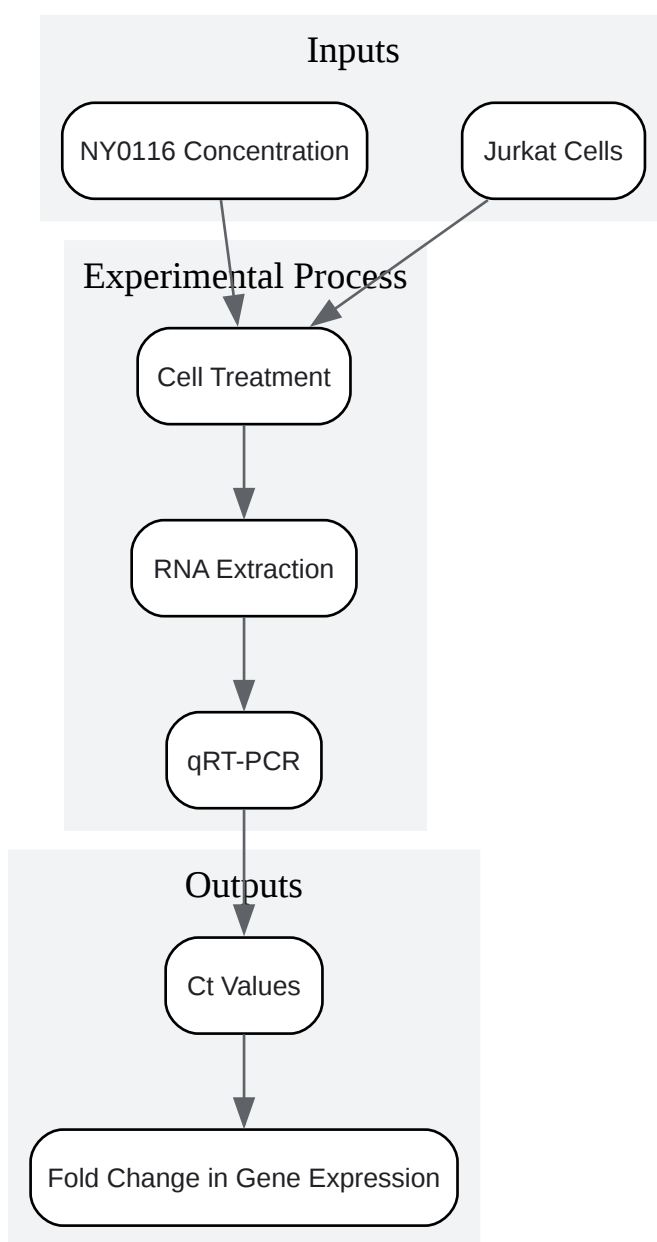 Inputs
NY0116 Concentration
Jurkat Cells
Experimental Process
Cell Treatment
RNA Extraction
qRT-PCR
Outputs
Ct Values
Fold Change in Gene Expression